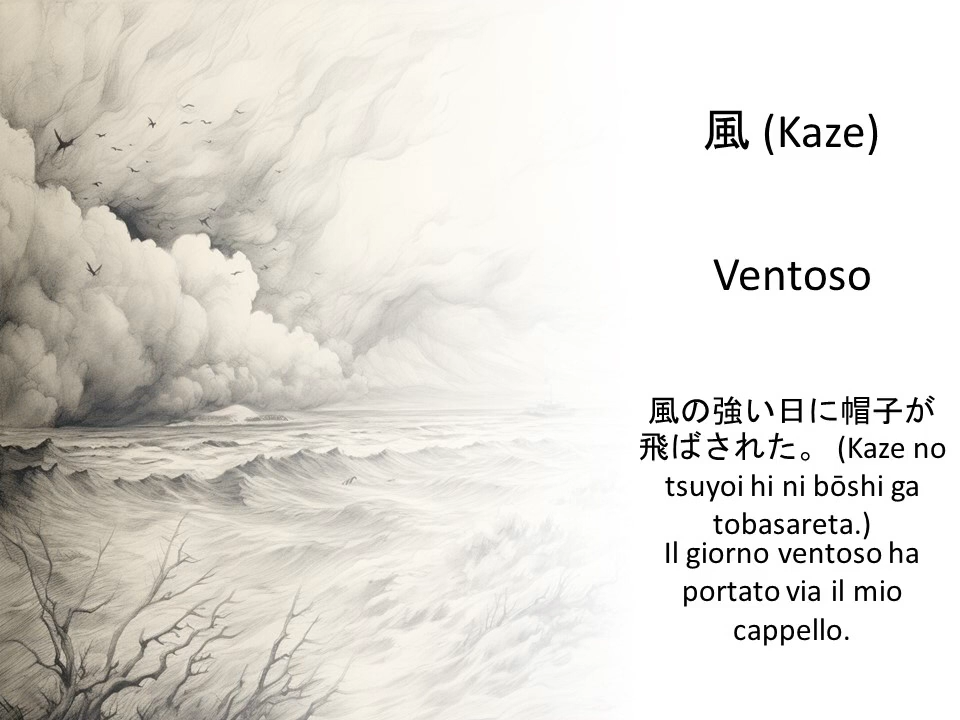 風 (Kaze)
Ventoso
風の強い日に帽子が
飛ばされた。 (Kaze no
tsuyoi hi ni bōshi ga
tobasareta.)
Il giorno ventoso ha
portato via il mio
cappello.